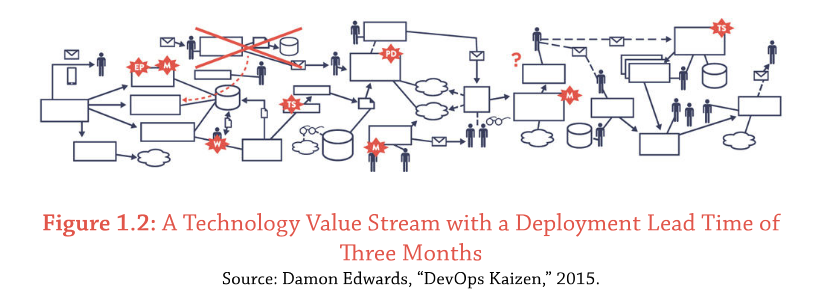 TS
PD
?
EP
M
M
TS
W
M
Figure 1.2: A Technology Value Stream with a Deployment Lead Time of
Three Months
Source: Damon Edwards, “DevOps Kaizen,” 2015.